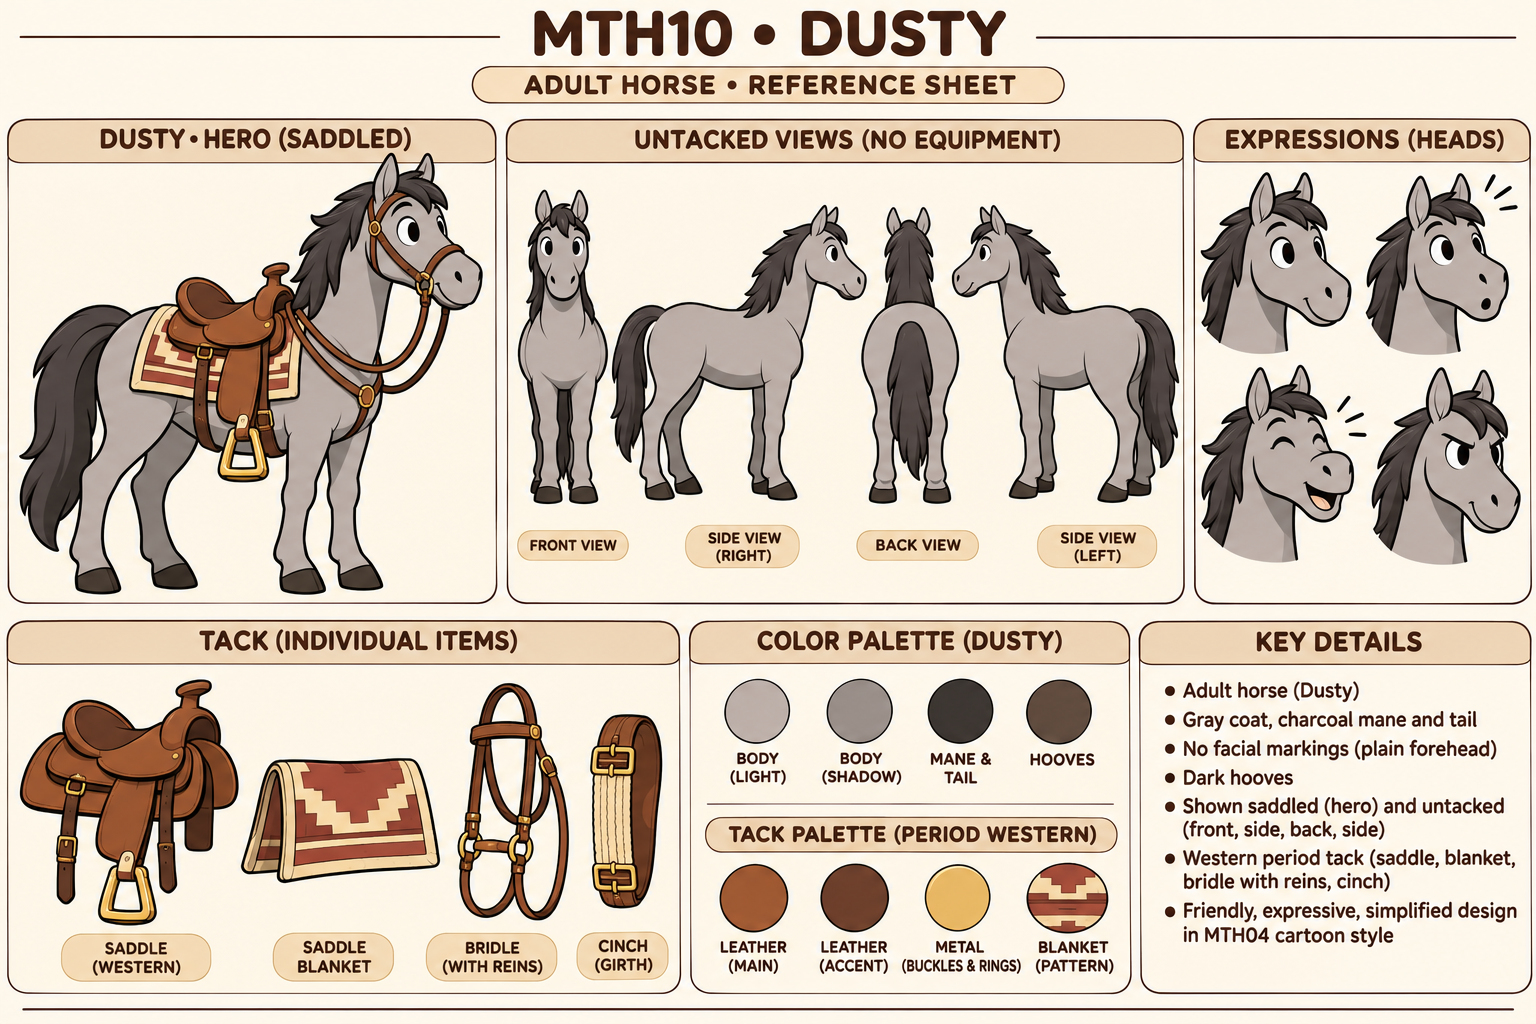 MTH10 • DUSTY
ADULT HORSE • REFERENCE SHEET
DUSTY • HERO (SADDLED)
UNTACKED VIEWS (NO EQUIPMENT)
FRONT VIEW
SIDE VIEW
(RIGHT)
BACK VIEW
SIDE VIEW
(LEFT)
EXPRESSIONS (HEADS)
TACK (INDIVIDUAL ITEMS)
SADDLE
(WESTERN)
SADDLE
BLANKET
BRIDLE
(WITH REINS)
CINCH
(GIRTH)
COLOR PALETTE (DUSTY)
BODY
(LIGHT)
BODY
(SHADOW)
MANE &
TAIL
HOOVES
TACK PALETTE (PERIOD WESTERN)
LEATHER
(MAIN)
LEATHER
(ACCENT)
METAL
(BUCKLES & RINGS)
BLANKET
(PATTERN)
KEY DETAILS
• Adult horse (Dusty)
• Gray coat, charcoal mane and tail
• No facial markings (plain forehead)
• Dark hooves
• Shown saddled (hero) and untacked
(front, side, back, side)
• Western period tack (saddle, blanket,
bridle with reins, cinch)
• Friendly, expressive, simplified design
in MTH04 cartoon style